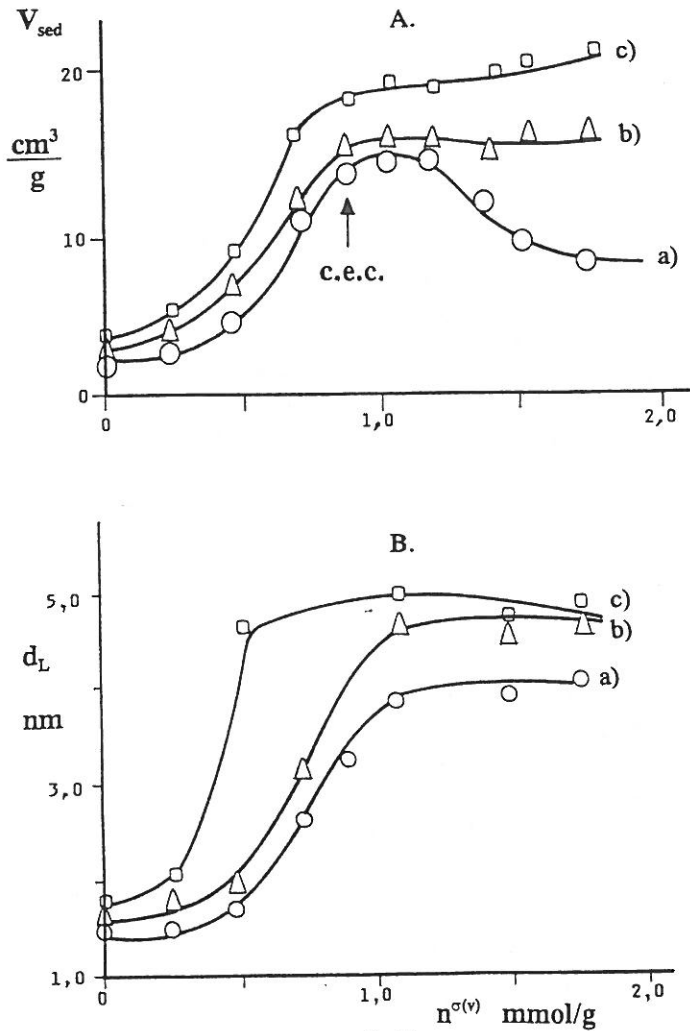 V_sed
A.
20
cm³
g
10
0
c)
b)
a)
c.e.c.
0
1,0
2,0
B.
5,0
d_L
nm
3,0
1,0
c)
b)
a)
0
1,0
2,0
n^σ(v) mmol/g